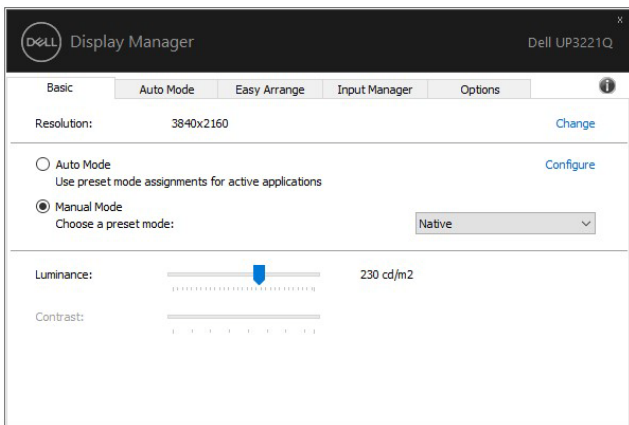 x
DELL Display Manager Dell UP3221Q
Basic Auto Mode Easy Arrange Input Manager Options i
Resolution: 3840x2160 Change
Auto Mode Configure
Use preset mode assignments for active applications
Manual Mode
Choose a preset mode: Native
Luminance: 230 cd/m2
Contrast: